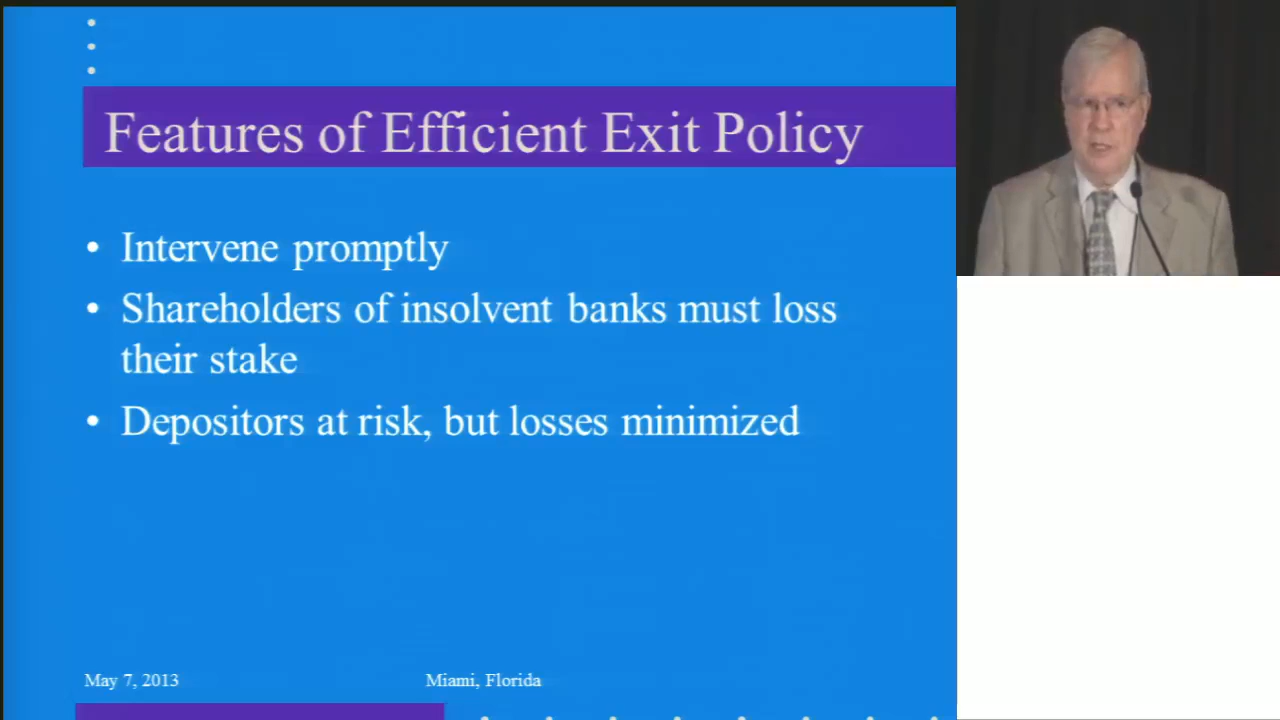 Features of Efficient Exit Policy
• Intervene promptly
• Shareholders of insolvent banks must loss
their stake
• Depositors at risk, but losses minimized
May 7, 2013
Miami, Florida